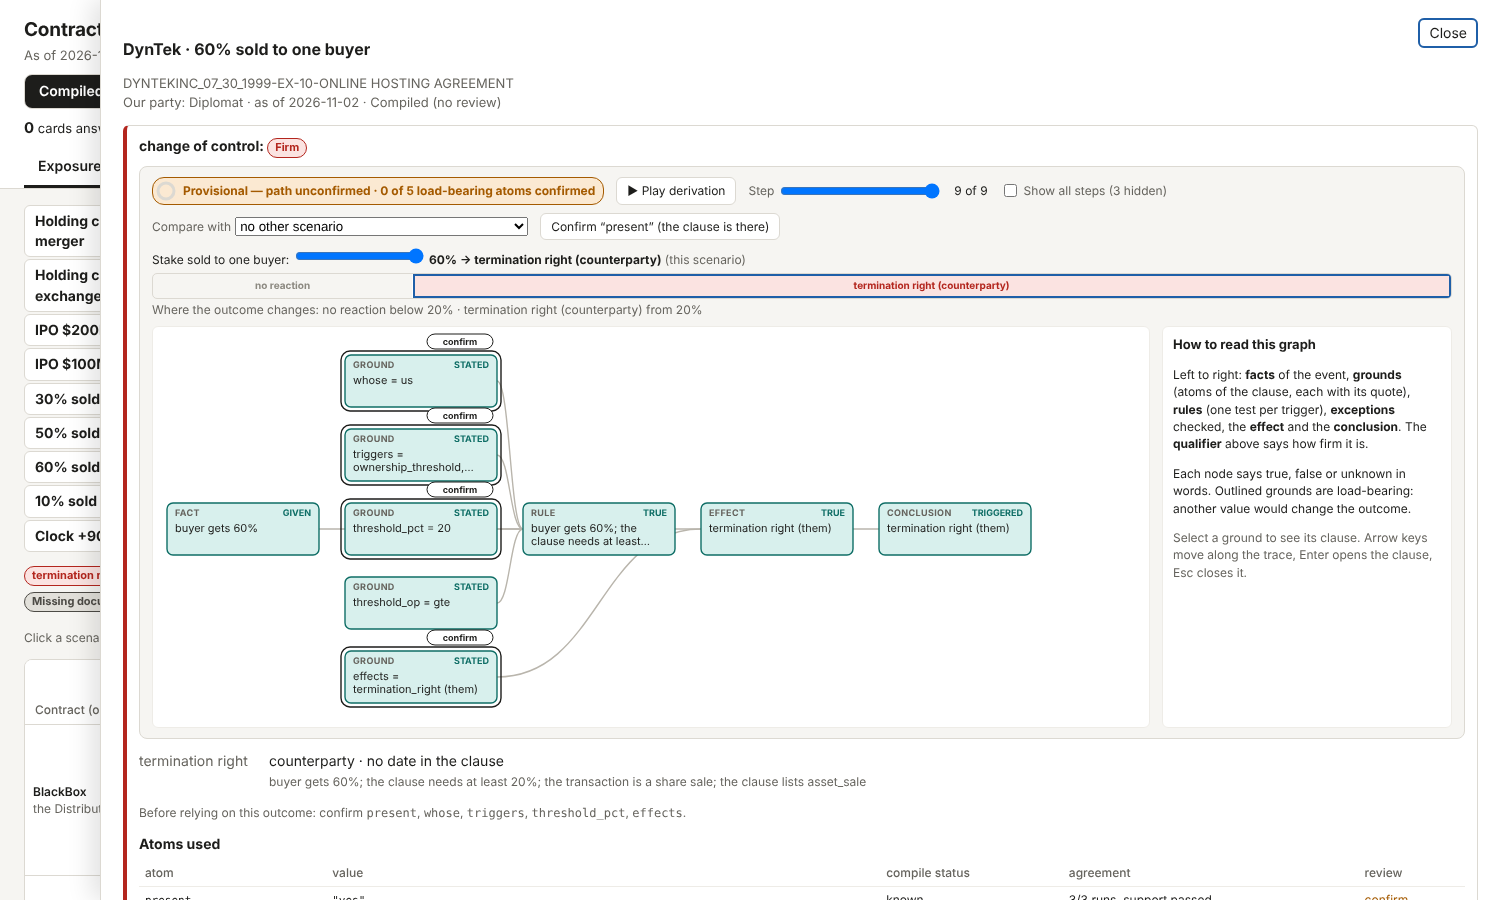 Contract
As of 2026-1
Compiled
0 cards answ
Exposure
Holding c
merger
Holding c
exchange
IPO $200
IPO $100M
30% sold
50% sold
60% sold
10% sold
Clock +90
termination r
Missing docu
Click a scena
Contract (o
BlackBox
the Distribut
Close
DynTek · 60% sold to one buyer
DYNTEKINC_07_30_1999-EX-10-ONLINE HOSTING AGREEMENT
Our party: Diplomat · as of 2026-11-02 · Compiled (no review)
change of control: Firm
Provisional — path unconfirmed · 0 of 5 load-bearing atoms confirmed
▶ Play derivation
Step 9 of 9
Show all steps (3 hidden)
Compare with no other scenario
Confirm “present” (the clause is there)
Stake sold to one buyer: 60% → termination right (counterparty) (this scenario)
no reaction
termination right (counterparty)
Where the outcome changes: no reaction below 20% · termination right (counterparty) from 20%
confirm
GROUND STATED
whose = us
confirm
GROUND STATED
triggers =
ownership_threshold,...
confirm
FACT GIVEN
buyer gets 60%
GROUND STATED
threshold_pct = 20
RULE TRUE
buyer gets 60%; the
clause needs at least...
EFFECT TRUE
termination right (them)
CONCLUSION TRIGGERED
termination right (them)
GROUND STATED
threshold_op = gte
confirm
GROUND STATED
effects =
termination_right (them)
How to read this graph
Left to right: facts of the event, grounds
(atoms of the clause, each with its quote),
rules (one test per trigger), exceptions
checked, the effect and the conclusion. The
qualifier above says how firm it is.
Each node says true, false or unknown in
words. Outlined grounds are load-bearing:
another value would change the outcome.
Select a ground to see its clause. Arrow keys
move along the trace, Enter opens the clause,
Esc closes it.
termination right counterparty · no date in the clause
buyer gets 60%; the clause needs at least 20%; the transaction is a share sale; the clause lists asset_sale
Before relying on this outcome: confirm present, whose, triggers, threshold_pct, effects.
Atoms used
atom value compile status agreement review
present "yes" known 3/3 runs, support passed confirm